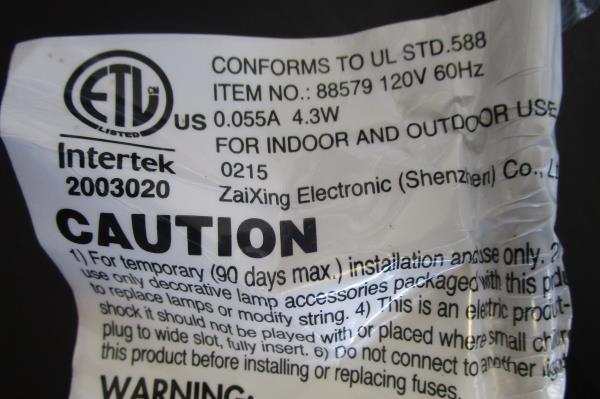 ETL CM
LISTED
US
Intertek
2003020
CONFORMS TO UL STD.588
ITEM NO.: 88579 120V 60Hz
0.055A 4.3W
FOR INDOOR AND OUTDOOR USE
0215
ZaiXing Electronic (Shenzhen) Co.,
CAUTION
1) For temporary (90 days max.) installation and use only. 2
use only decorative lamp accessories packaged with this
to replace lamps or modify string. 4) This is an electric product-
shock it should not be played with or placed where small
plug to wide slot, fully insert. 6) Do not connect to another
this product before installing or replacing fuses.
WARNING: